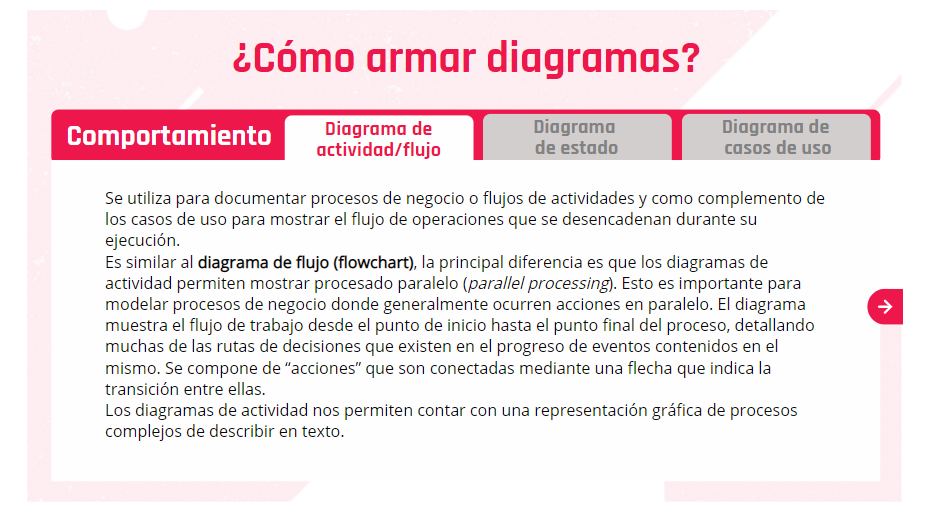 ¿Cómo armar diagramas?
Comportamiento
Diagrama de
actividad/flujo
Diagrama
de estado
Diagrama de
casos de uso
Se utiliza para documentar procesos de negocio o flujos de actividades y como complemento de
los casos de uso para mostrar el flujo de operaciones que se desencadenan durante su
ejecución.
Es similar al diagrama de flujo (flowchart), la principal diferencia es que los diagramas de
actividad permiten mostrar procesado paralelo (parallel processing). Esto es importante para
modelar procesos de negocio donde generalmente ocurren acciones en paralelo. El diagrama
muestra el flujo de trabajo desde el punto de inicio hasta el punto final del proceso, detallando
muchas de las rutas de decisiones que existen en el progreso de eventos contenidos en el
mismo. Se compone de “acciones” que son conectadas mediante una flecha que indica la
transición entre ellas.
Los diagramas de actividad nos permiten contar con una representación gráfica de procesos
complejos de describir en texto.